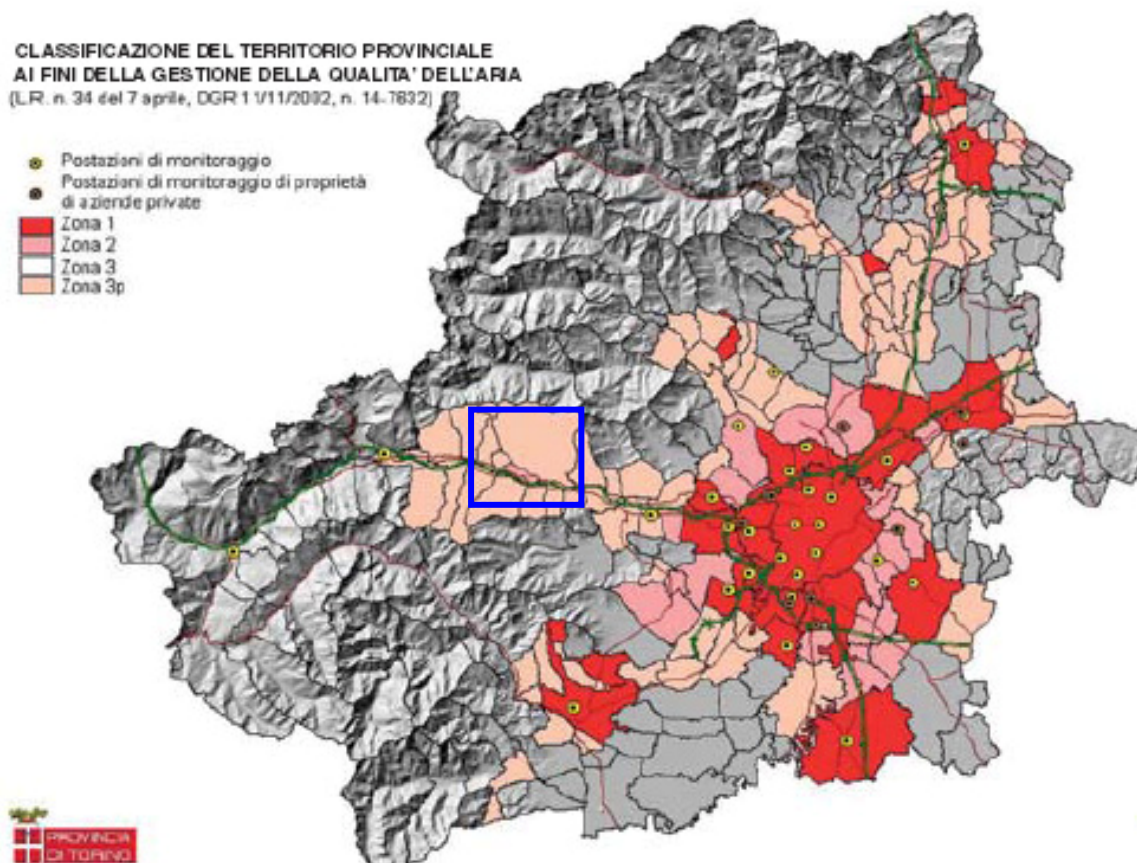 CLASSIFICAZIONE DEL TERRITORIO PROVINCIALE
AI FINI DELLA GESTIONE DELLA QUALITA' DELL'ARIA
(L.R. n. 34 del 7 aprile, DGR 11/11/2002, n. 14-7632)
Postazioni di monitoraggio
Postazioni di monitoraggio di proprietà
di aziende private
Zona 1
Zona 2
Zona 3
Zona 3p
PROVINCIA
DI TORINO